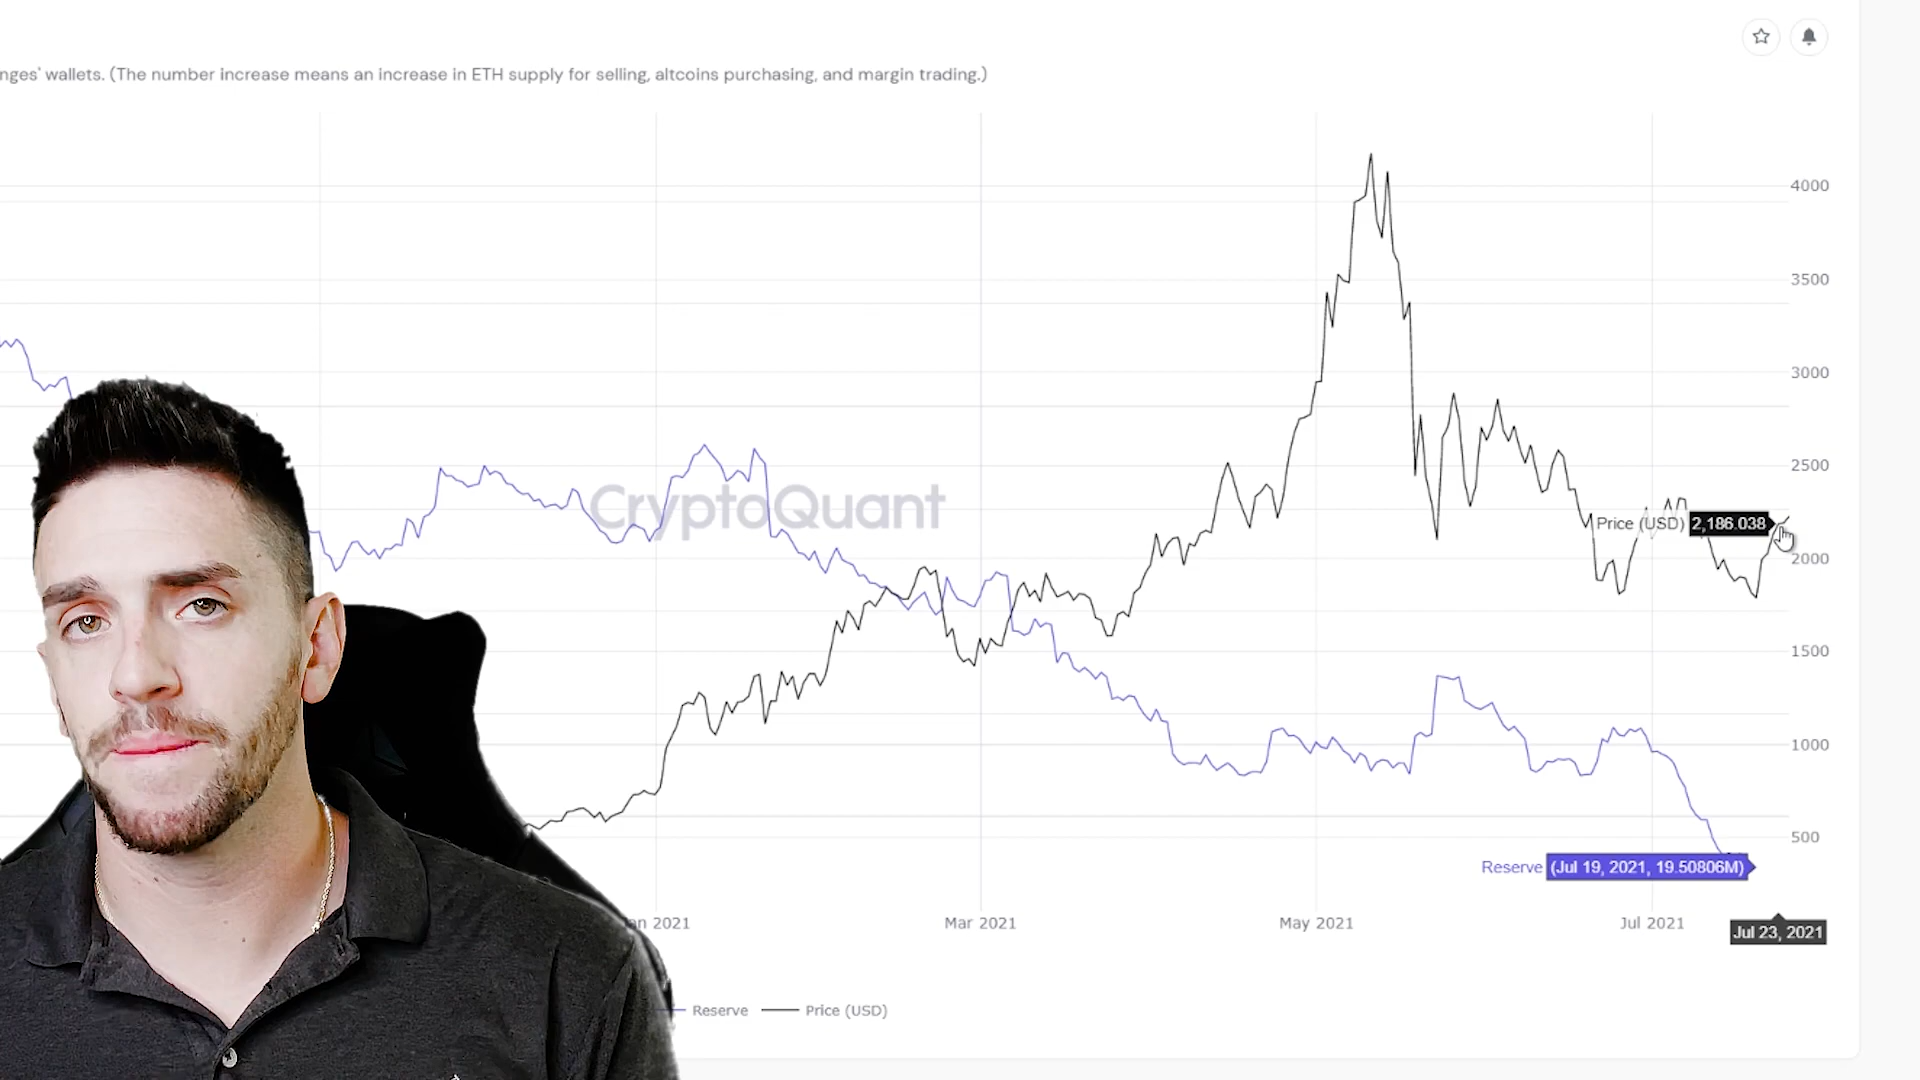 nges' wallets. (The number increase means an increase in ETH supply for selling, altcoins purchasing, and margin trading.)
4000
3500
3000
2500
CryptoQuant
Price (USD) 2,186.038
2000
1500
1000
500
Reserve (Jul 19, 2021, 19.50806M)
an 2021
Mar 2021
May 2021
Jul 2021
Jul 23, 2021
Reserve
Price (USD)